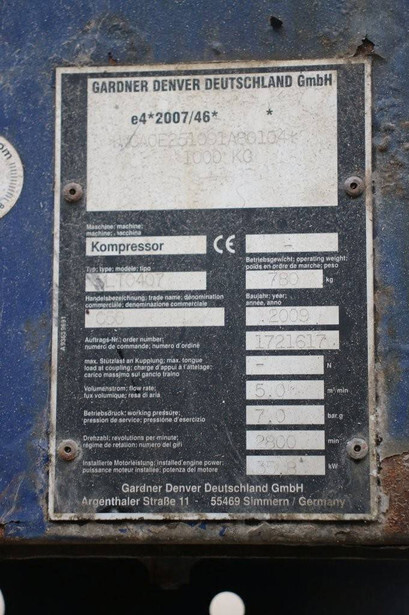 GARDNER DENVER DEUTSCHLAND GmbH
e4*2007/46* *
1000 KG
Maschine; machine:
machine; macchina
Kompressor
CE
-
Betriebsgewicht; operating weight:
poids en ordre de marche; peso
780 kg
Typ; type; modele; tipo
Handelsbezeichnung; trade name, dénomination
commerciale; denominazione commerciale
Baujahr; year;
année, anno
2009
Auftrags-Nr.; order number;
numero de commande; numero d'ordine
1721617
max. Stützlast an Kupplung; max. tongue
load at coupling; charge d'appui à l'attelage;
carico massimo sul gancio traino
- N
Volumenstrom; flow rate;
flux volumique; resa di aria
5.0 m³/min
Betriebsdruck; working pressure;
pression de service; pressione d'esercizio
7.0 bar g
Drehzahl; revolutions per minute;
régime de rotation; numero dei giri
2800 min
Installierte Motorleistung; installed engine power;
puissance moteur installée; potenza del motore
kW
Gardner Denver Deutschland GmbH
Argenthaler Straße 11 - 55469 Simmern / Germany